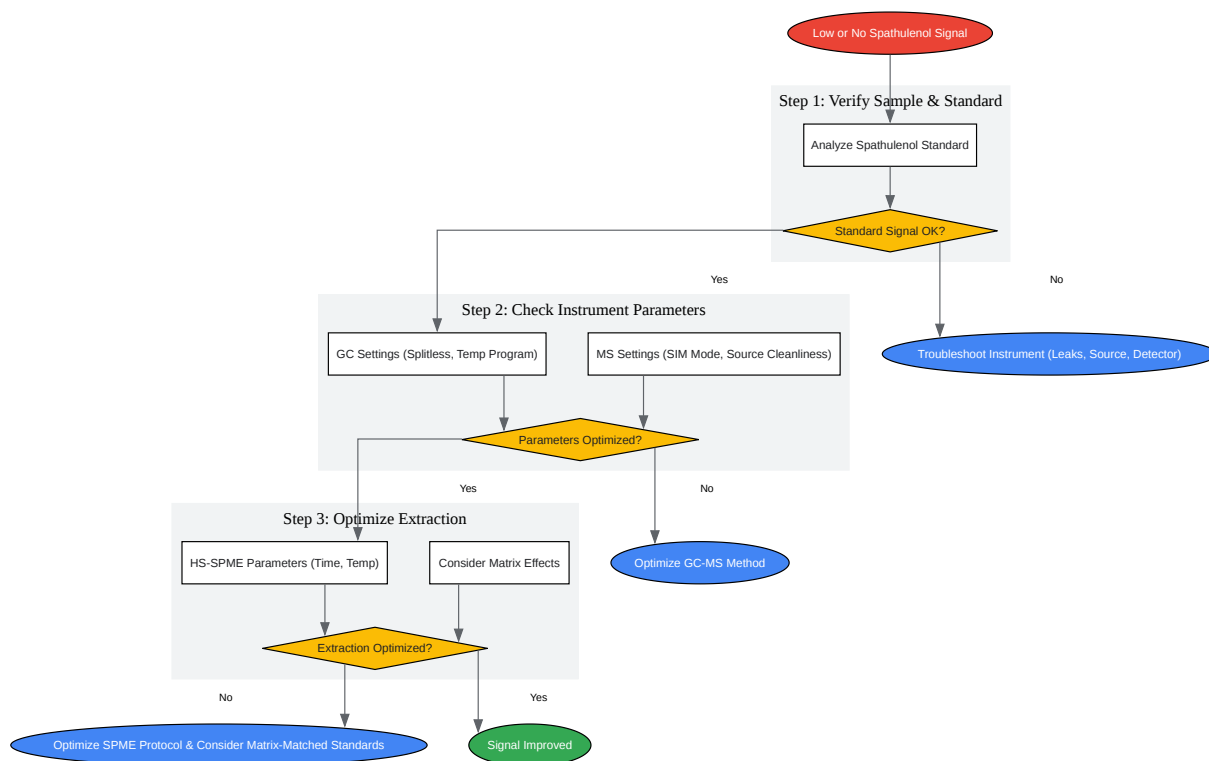 Low or No Spathulenol Signal
Step 1: Verify Sample & Standard
Analyze Spathulenol Standard
Standard Signal OK?
Yes
No
Step 2: Check Instrument Parameters
GC Settings (Splitless, Temp Program)
MS Settings (SIM Mode, Source Cleanliness)
Troubleshoot Instrument (Leaks, Source, Detector)
Parameters Optimized?
Yes
No
Step 3: Optimize Extraction
HS-SPME Parameters (Time, Temp)
Consider Matrix Effects
Optimize GC-MS Method
Extraction Optimized?
No
Yes
Optimize SPME Protocol & Consider Matrix-Matched Standards
Signal Improved